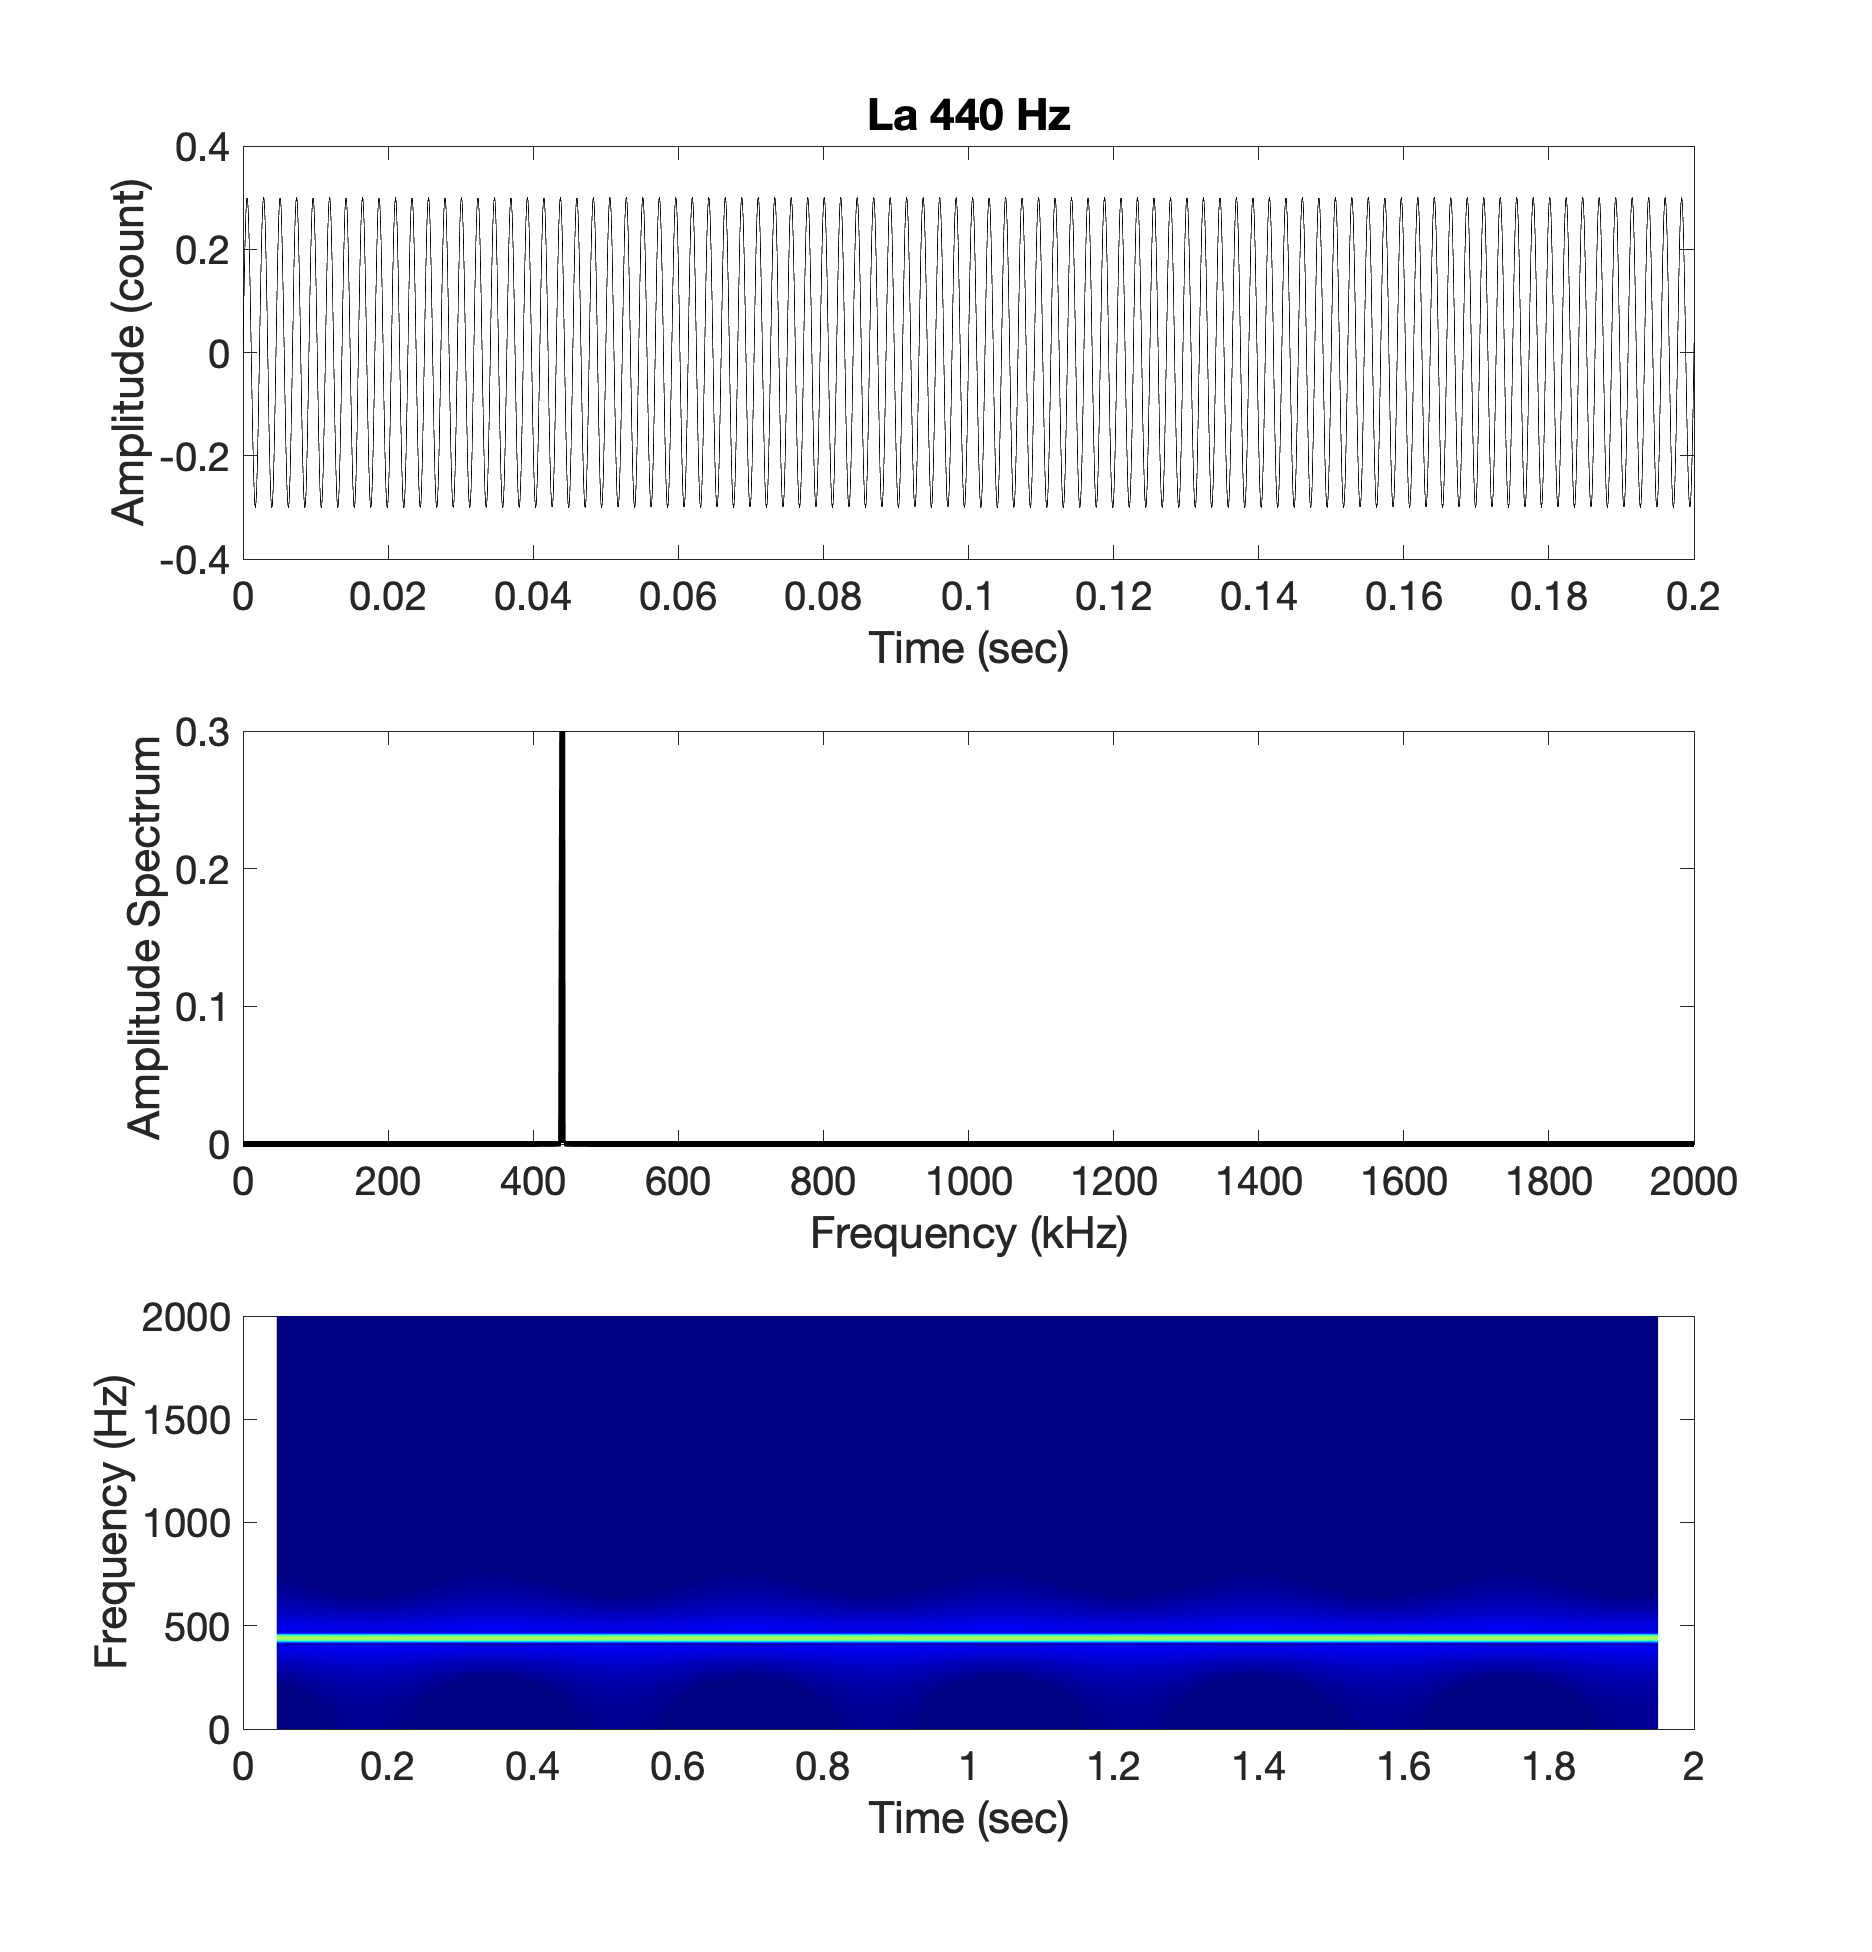 La 440 Hz
Amplitude (count)
0.4
0.2
0
-0.2
-0.4
0 0.02 0.04 0.06 0.08 0.1 0.12 0.14 0.16 0.18 0.2
Time (sec)
Amplitude Spectrum
0.3
0.2
0.1
0
0 200 400 600 800 1000 1200 1400 1600 1800 2000
Frequency (kHz)
Frequency (Hz)
2000
1500
1000
500
0
0 0.2 0.4 0.6 0.8 1 1.2 1.4 1.6 1.8 2
Time (sec)